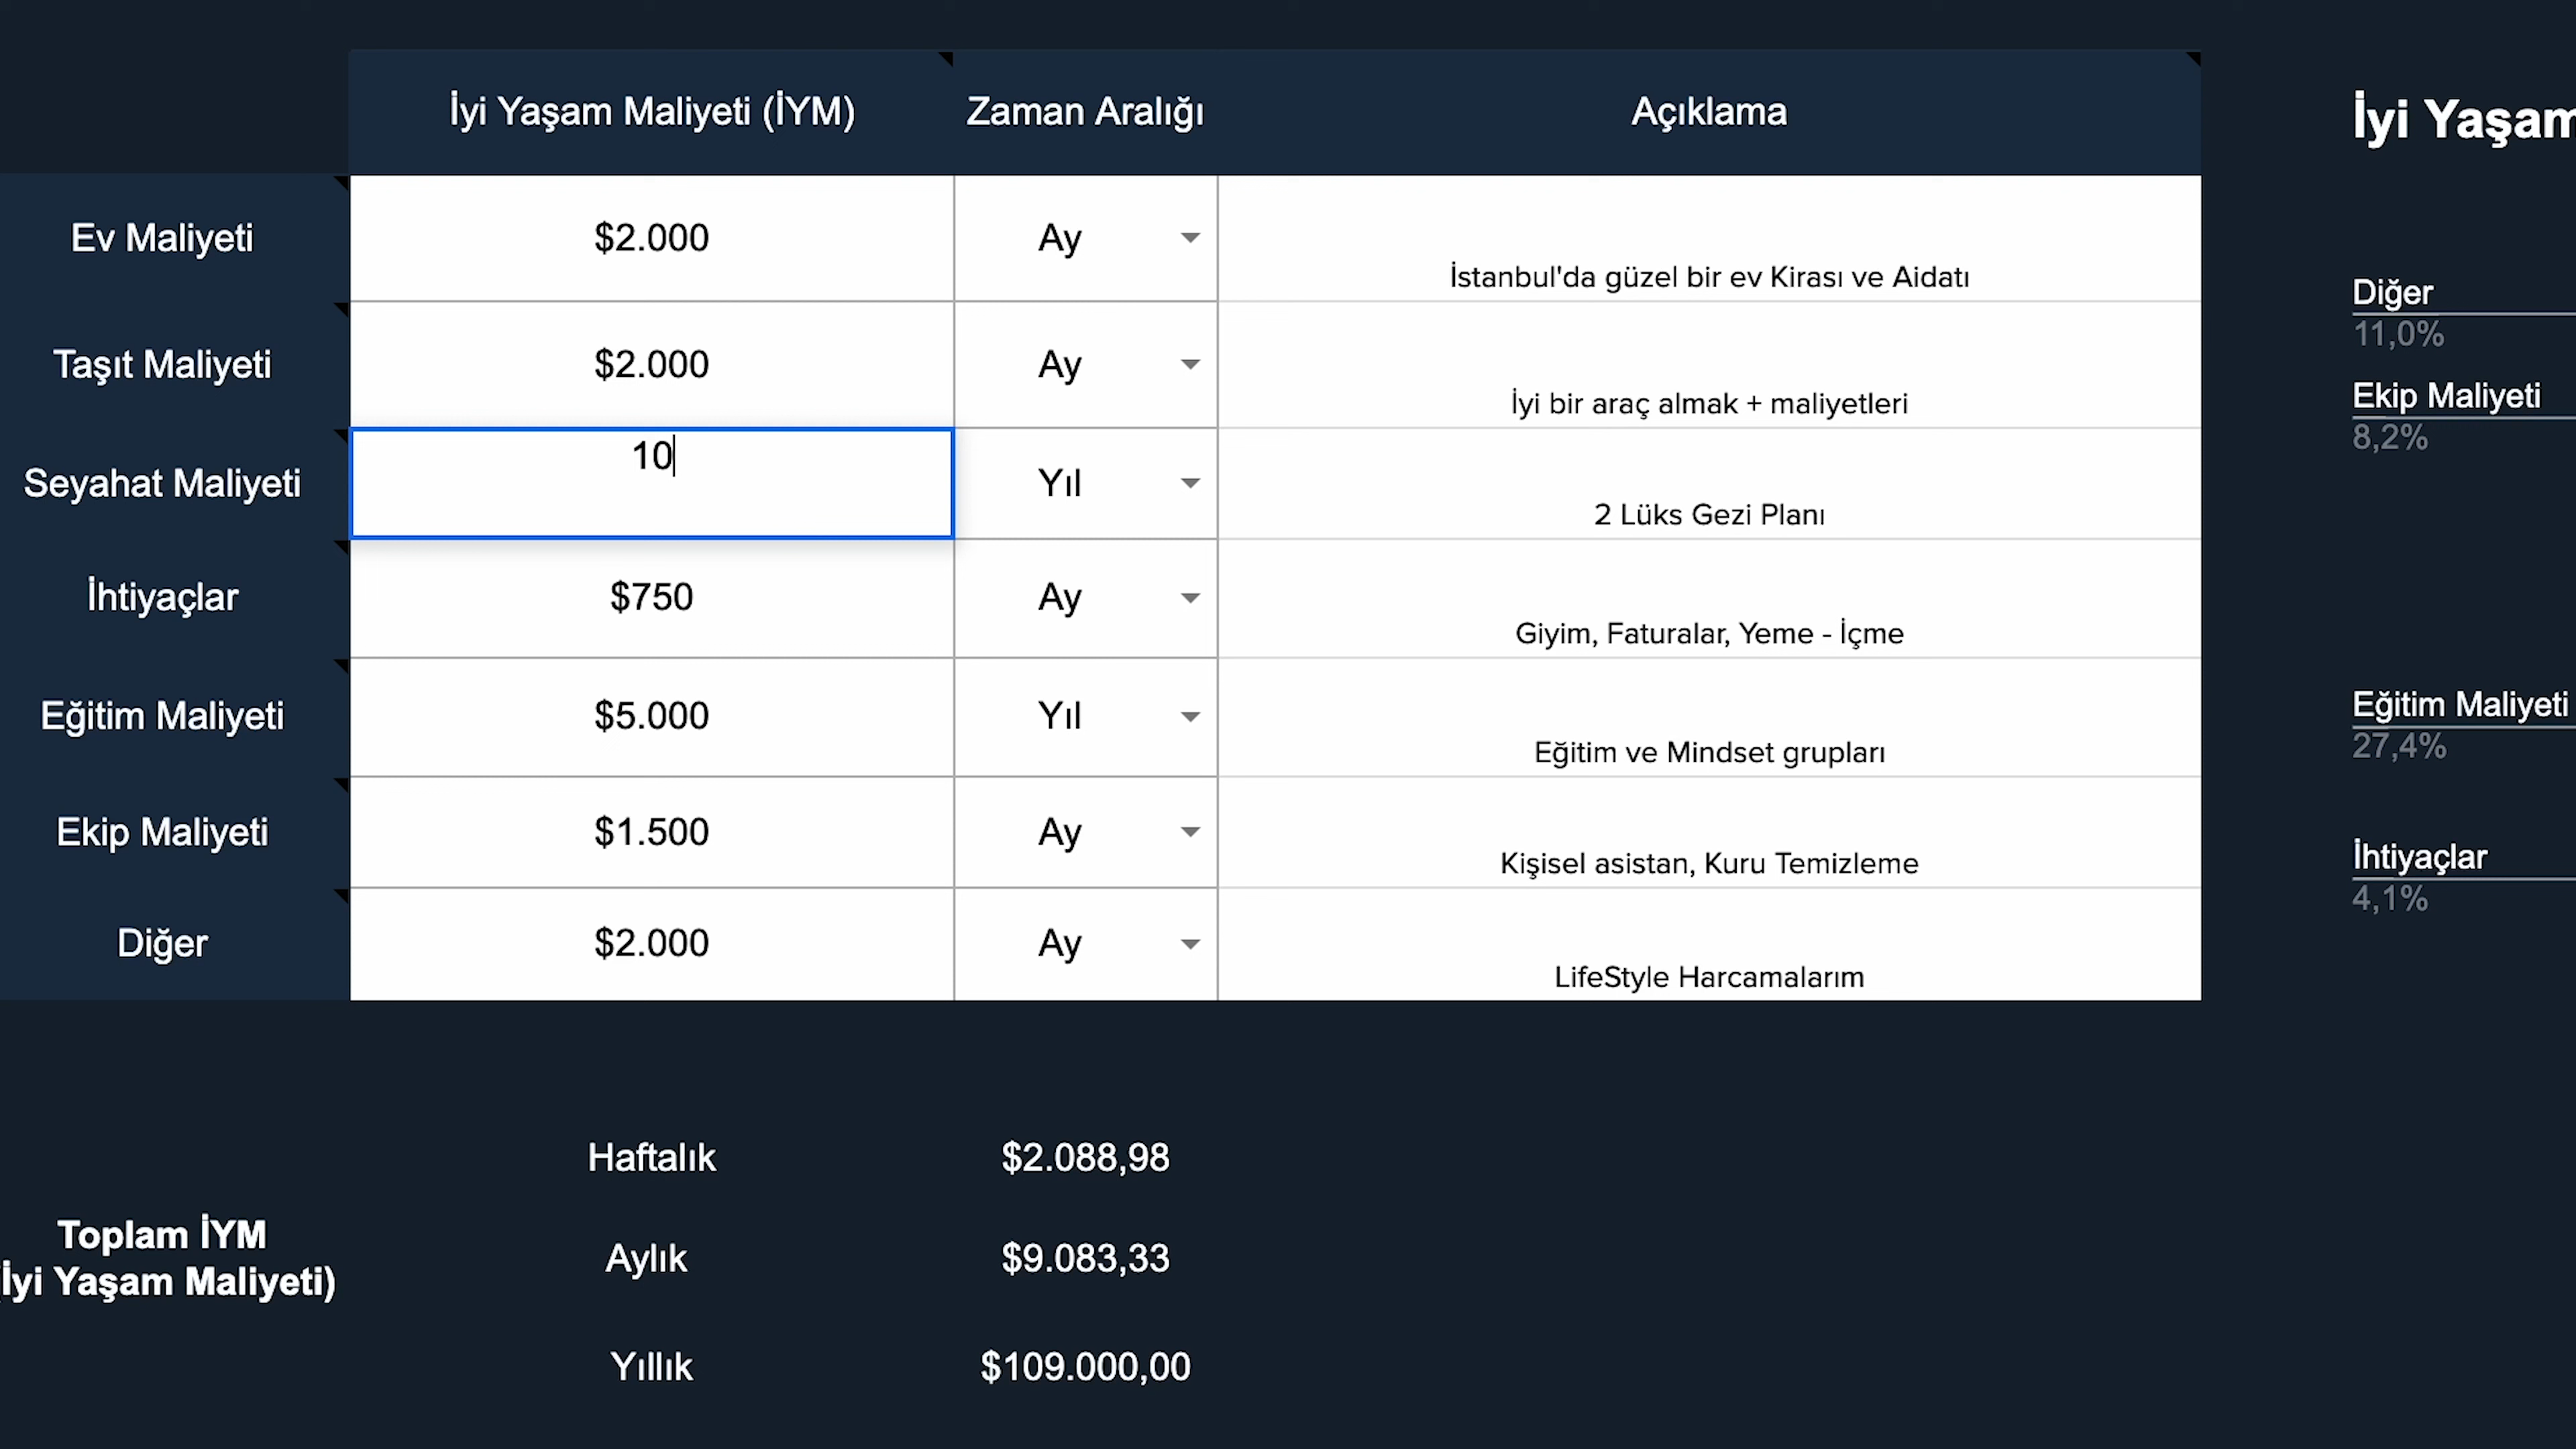 İyi Yaşam Maliyeti (İYM) Zaman Aralığı Açıklama
Ev Maliyeti $2.000 Ay İstanbul'da güzel bir ev Kirası ve Aidatı
Taşıt Maliyeti $2.000 Ay İyi bir araç almak + maliyetleri
Seyahat Maliyeti 10 Yıl 2 Lüks Gezi Planı
İhtiyaçlar $750 Ay Giyim, Faturalar, Yeme - İçme
Eğitim Maliyeti $5.000 Yıl Eğitim ve Mindset grupları
Ekip Maliyeti $1.500 Ay Kişisel asistan, Kuru Temizleme
Diğer $2.000 Ay LifeStyle Harcamalarım
Toplam İYM
İyi Yaşam Maliyeti)
Haftalık $2.088,98
Aylık $9.083,33
Yıllık $109.000,00
İyi Yaşam
Diğer
11,0%
Ekip Maliyeti
8,2%
Eğitim Maliyeti
27,4%
İhtiyaçlar
4,1%